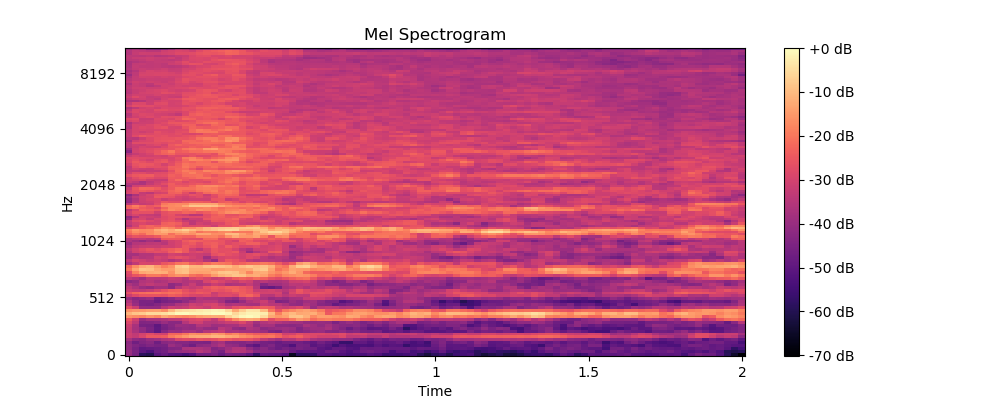 Mel Spectrogram
Hz
8192
4096
2048
1024
512
0
0
0.5
1
1.5
2
Time
+0 dB
-10 dB
-20 dB
-30 dB
-40 dB
-50 dB
-60 dB
-70 dB